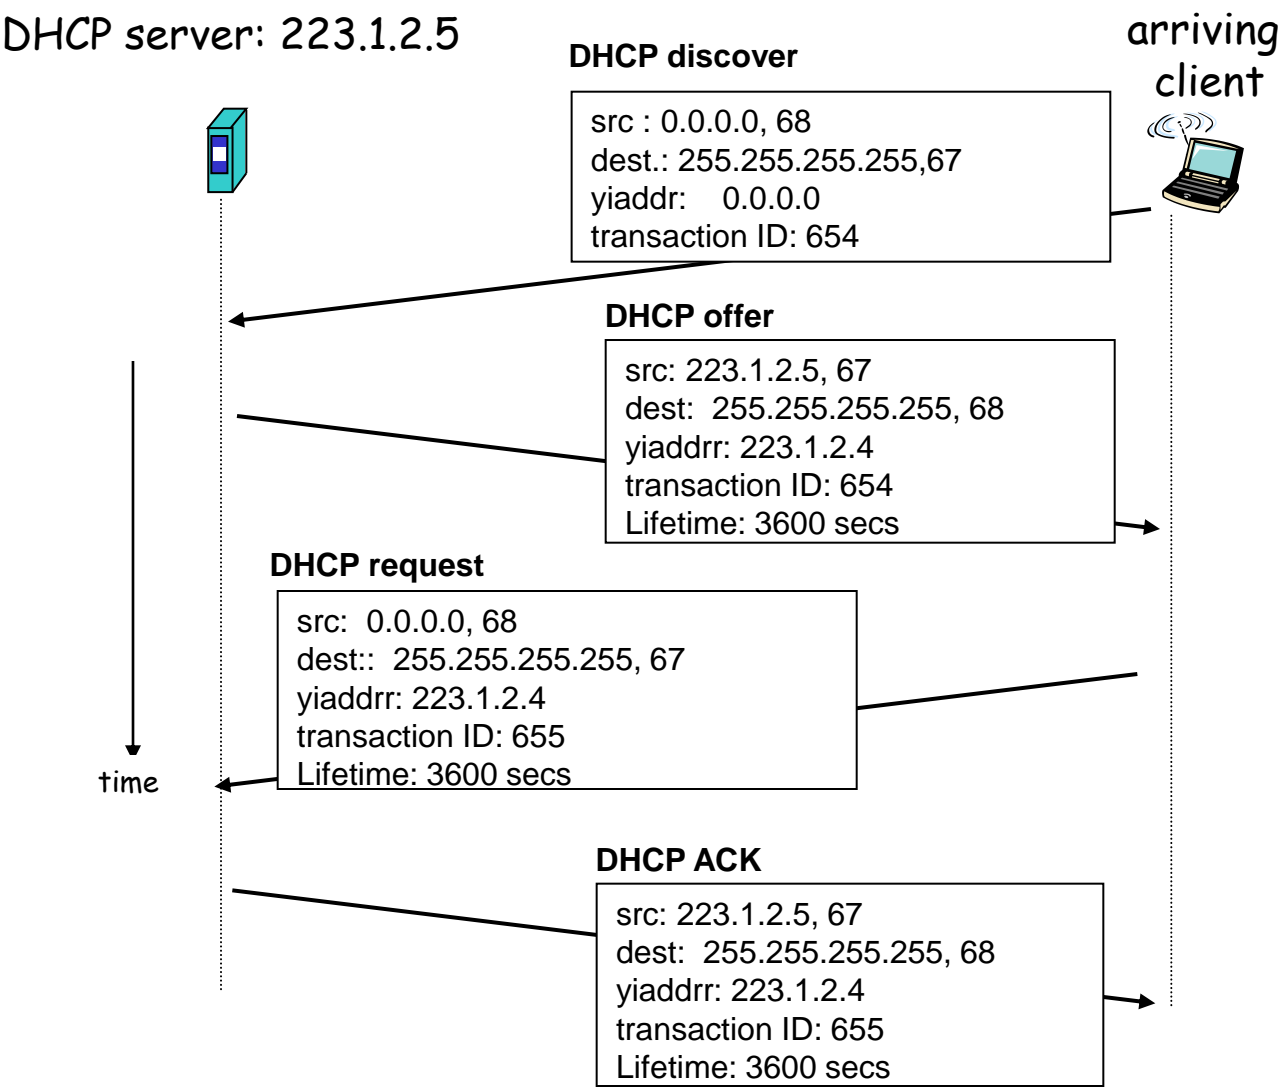 DHCP server: 223.1.2.5
arriving
client
DHCP discover
src : 0.0.0.0, 68
dest.: 255.255.255.255,67
yiaddr: 0.0.0.0
transaction ID: 654
DHCP offer
src: 223.1.2.5, 67
dest: 255.255.255.255, 68
yiaddrr: 223.1.2.4
transaction ID: 654
Lifetime: 3600 secs
DHCP request
src: 0.0.0.0, 68
dest:: 255.255.255.255, 67
yiaddrr: 223.1.2.4
transaction ID: 655
Lifetime: 3600 secs
time
DHCP ACK
src: 223.1.2.5, 67
dest: 255.255.255.255, 68
yiaddrr: 223.1.2.4
transaction ID: 655
Lifetime: 3600 secs